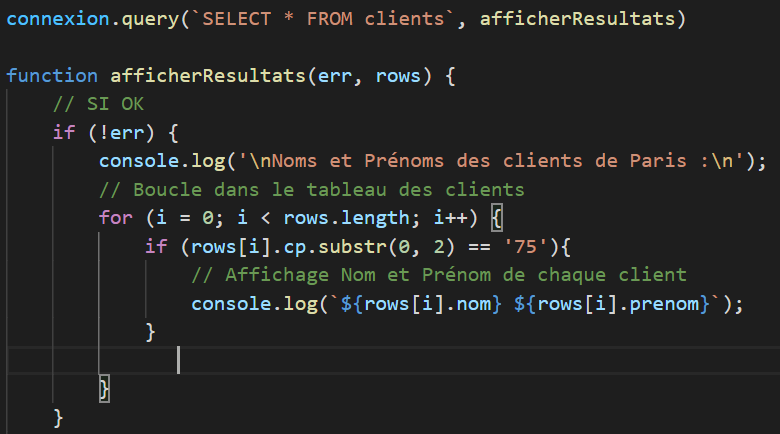 connexion.query(`SELECT * FROM clients`, afficherResultats)
function afficherResultats(err, rows) {
// SI OK
if (!err) {
console.log('\nNoms et Prénoms des clients de Paris :\n');
// Boucle dans le tableau des clients
for (i = 0; i < rows.length; i++) {
if (rows[i].cp.substr(0, 2) == '75'){
// Affichage Nom et Prénom de chaque client
console.log(`${rows[i].nom} ${rows[i].prenom}`);
}
}
}